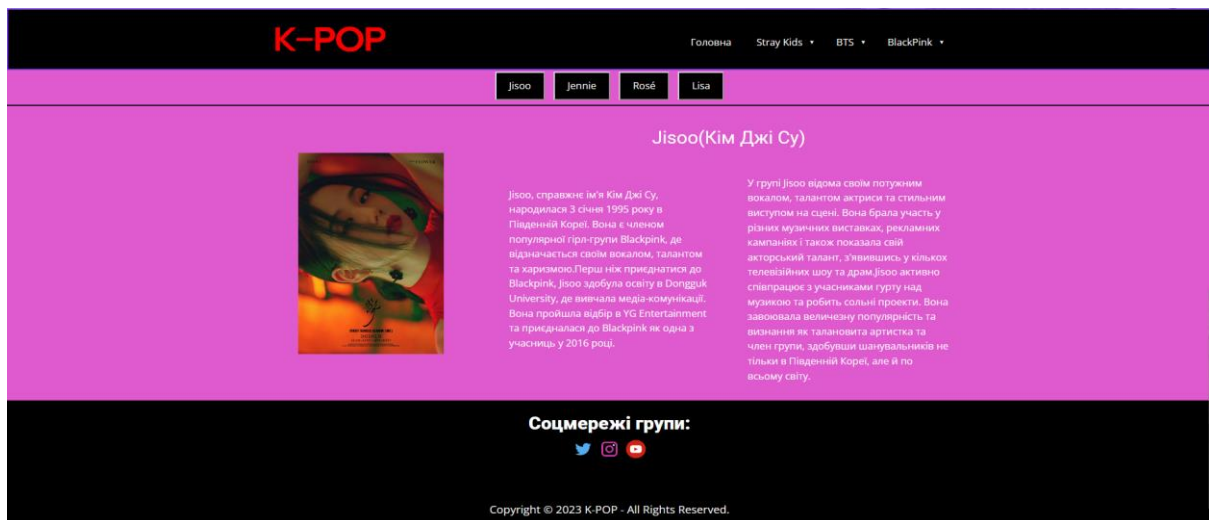 K-POP
Головна Stray Kids BTS BlackPink
Jisoo Jennie Rosé Lisa
Jisoo(Кім Джі Су)
Jisoo, справжнє ім'я Кім Джі Су,
народилася 3 січня 1995 року в
Південній Кореї. Вона є членом
популярної гірл-групи Blackpink, де
відзначається своїм вокалом, талантом
та харизмою.Перш ніж приєднатися до
Blackpink, Jisoo здобула освіту в Dongguk
University, де вивчала медіа-комунікації.
Вона пройшла відбір в YG Entertainment
та приєдналася до Blackpink як одна з
учасниць у 2016 році.
У групі Jisoo відома своїм потужним
вокалом, талантом актриси та стильним
виступом на сцені. Вона брала участь у
різних музичних виставках, рекламних
кампаніях і також показала свій
акторський талант, з'явившись у кількох
телевізійних шоу та драм.Jisoo активно
співпрацює з учасниками гурту над
музикою та робить сольні проекти. Вона
завоювала величезну популярність та
визнання як талановита артистка та
член групи, здобувши шанувальників не
тільки в Південній Кореї, але й по
всьому світу.
Соцмережі групи:
Copyright © 2023 K-POP - All Rights Reserved.